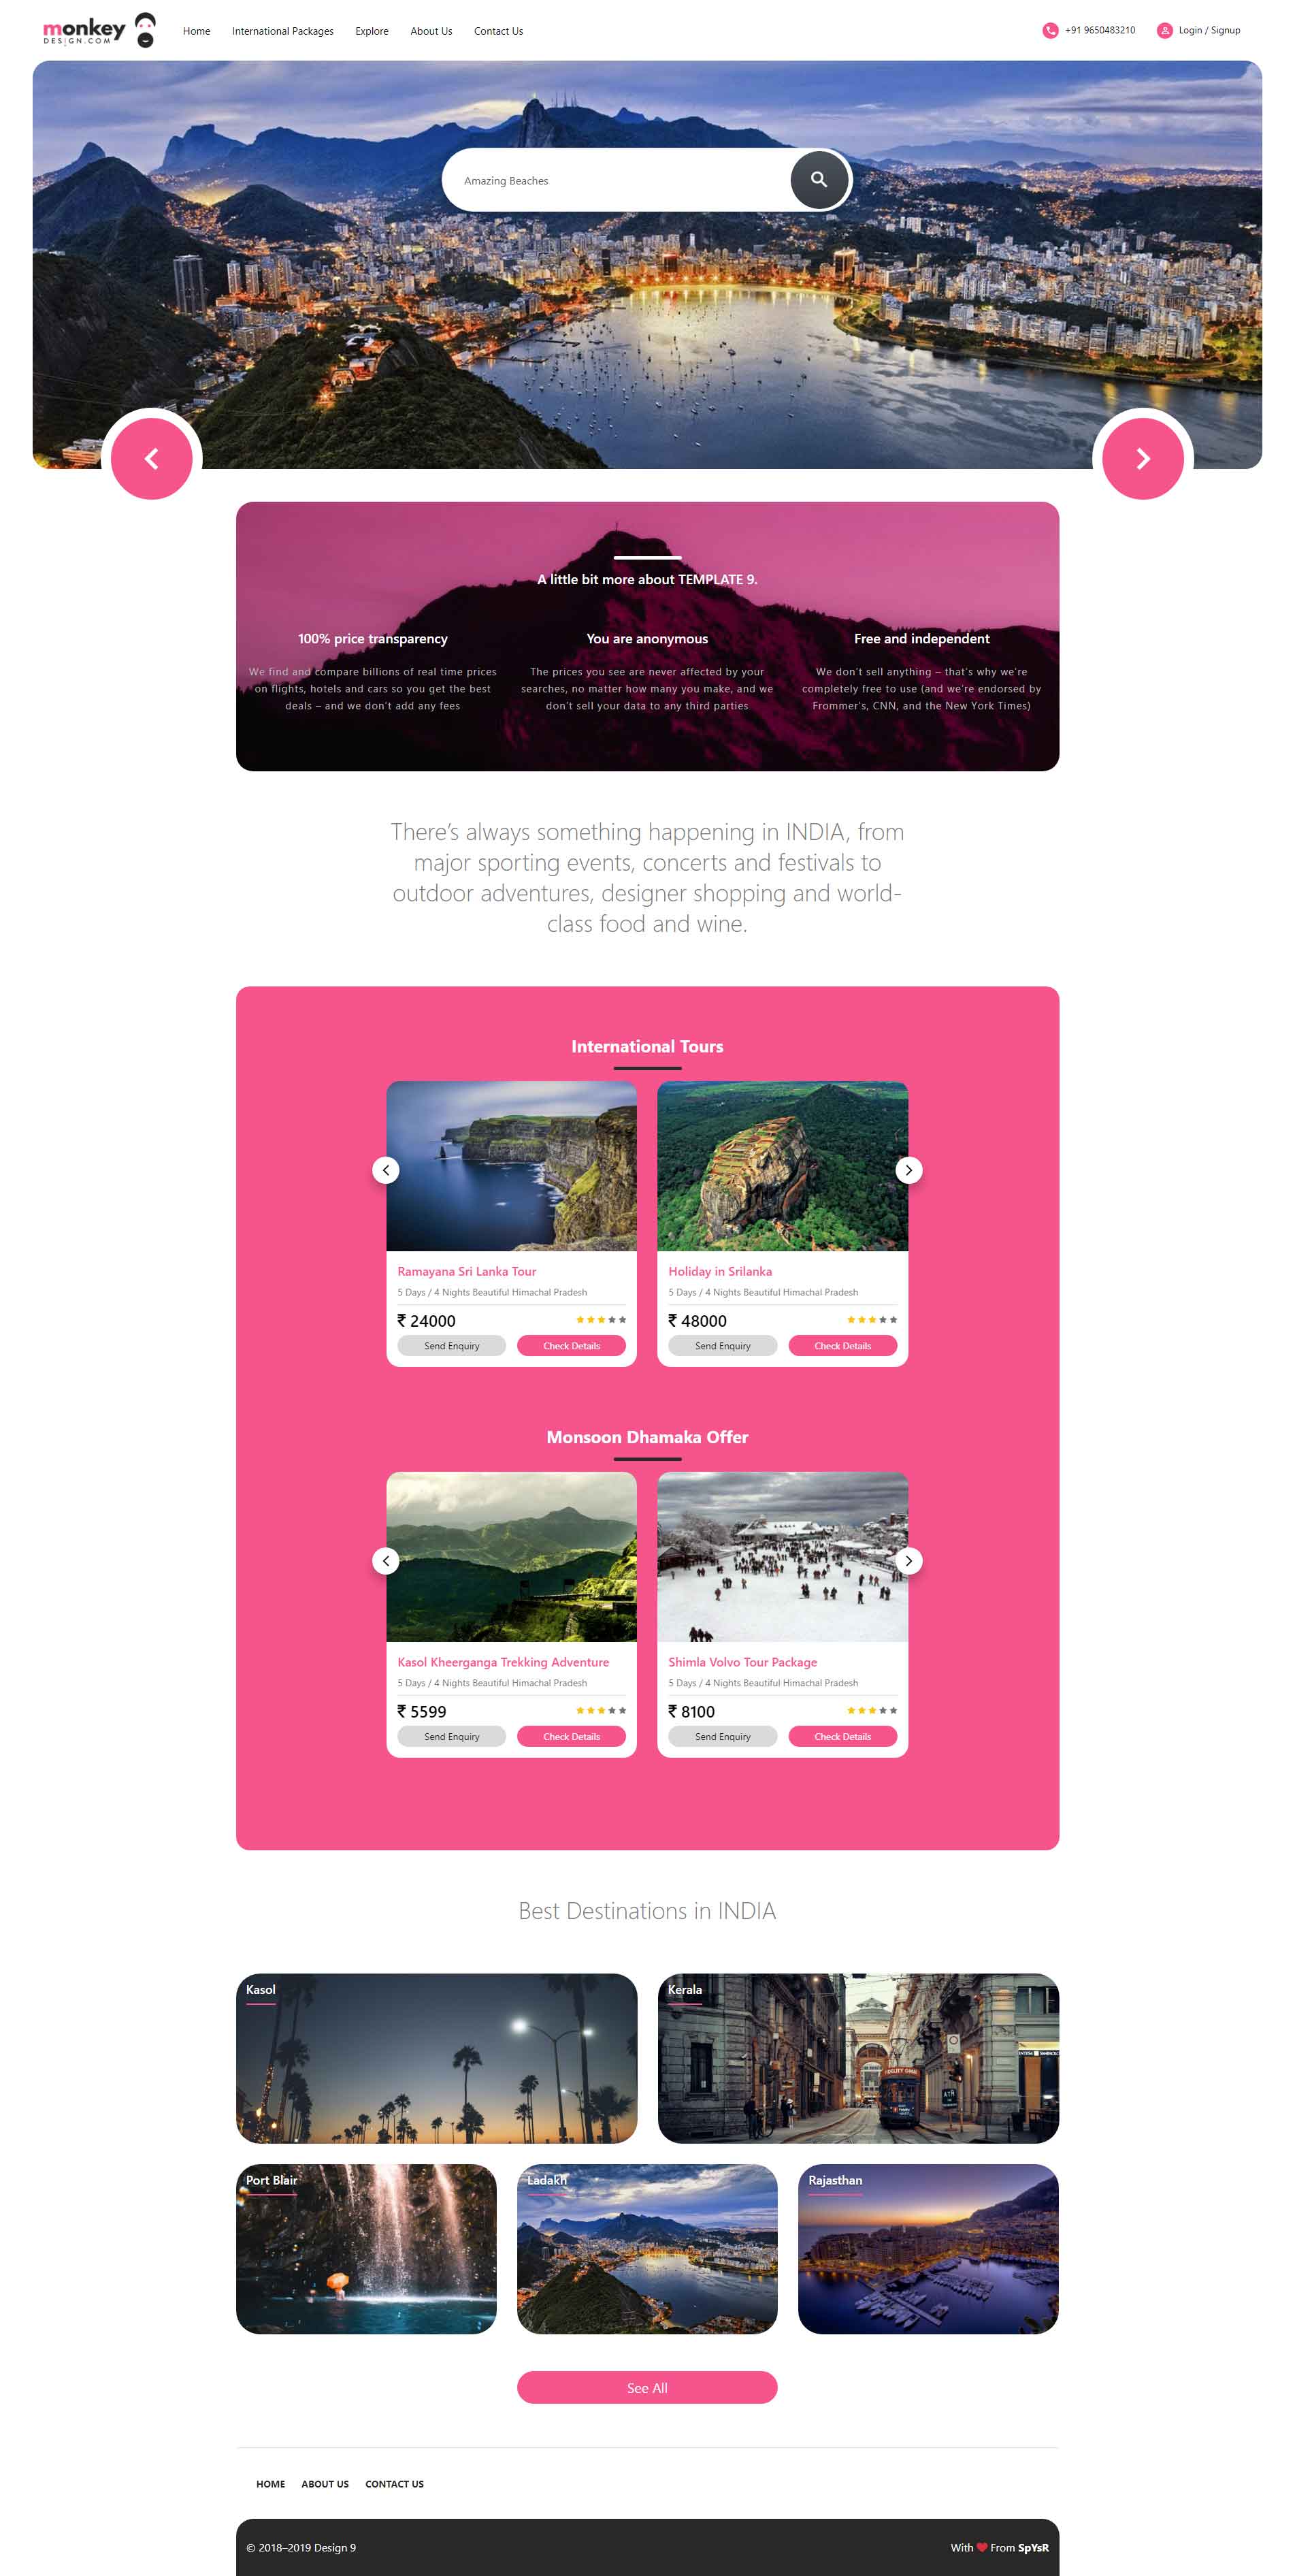 monkey
DESIGN.COM
Home International Packages Explore About Us Contact Us
+91 9650483210 Login / Signup
Amazing Beaches
A little bit more about TEMPLATE 9.
100% price transparency
We find and compare billions of real time prices
on flights, hotels and cars so you get the best
deals – and we don't add any fees
You are anonymous
The prices you see are never affected by your
searches, no matter how many you make, and we
don't sell your data to any third parties
Free and independent
We don't sell anything – that's why we're
completely free to use (and we're endorsed by
Frommer's, CNN, and the New York Times)
There's always something happening in INDIA, from
major sporting events, concerts and festivals to
outdoor adventures, designer shopping and world-
class food and wine.
International Tours
Ramayana Sri Lanka Tour
5 Days / 4 Nights Beautiful Himachal Pradesh
₹ 24000
Send Enquiry Check Details
Holiday in Srilanka
5 Days / 4 Nights Beautiful Himachal Pradesh
₹ 48000
Send Enquiry Check Details
Monsoon Dhamaka Offer
Kasol Kheerganga Trekking Adventure
5 Days / 4 Nights Beautiful Himachal Pradesh
₹ 5599
Send Enquiry Check Details
Shimla Volvo Tour Package
5 Days / 4 Nights Beautiful Himachal Pradesh
₹ 8100
Send Enquiry Check Details
Best Destinations in INDIA
Kasol
Kerala
Port Blair
Ladakh
Rajasthan
See All
HOME ABOUT US CONTACT US
© 2018–2019 Design 9
With ❤ From SpYsR